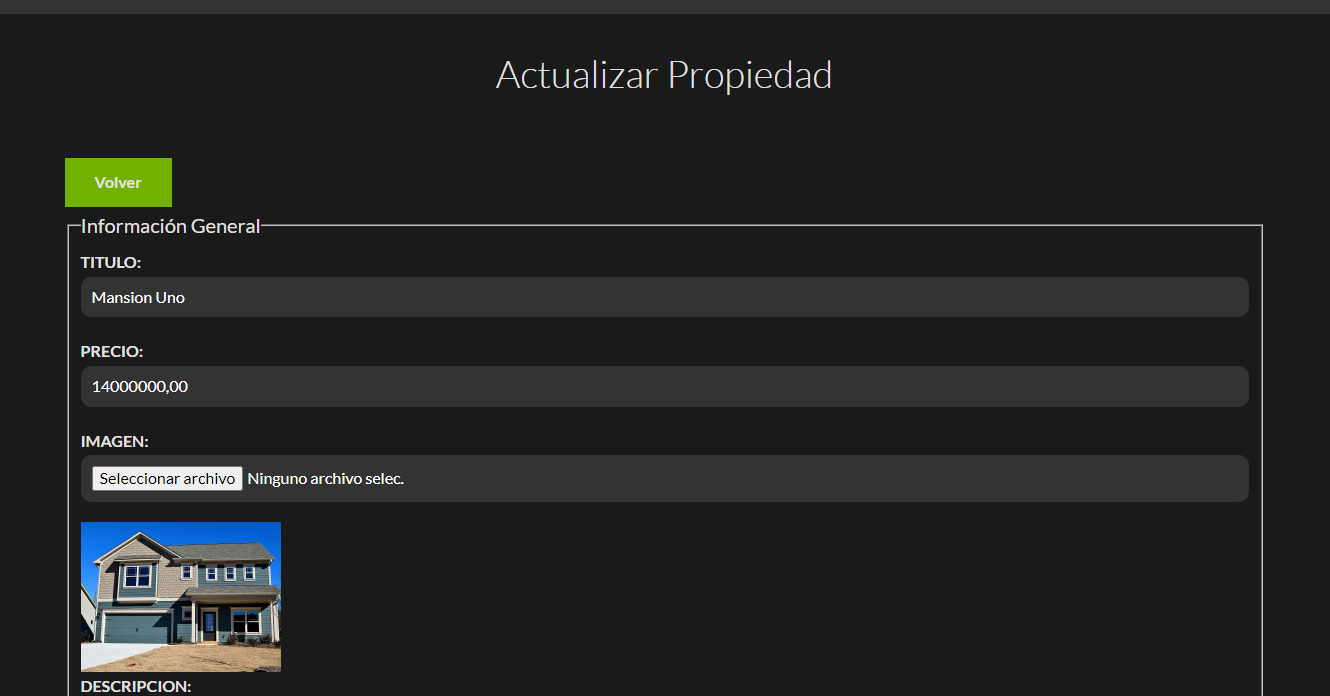 Actualizar Propiedad
Volver
Información General
TITULO:
Mansion Uno
PRECIO:
14000000,00
IMAGEN:
Seleccionar archivo Ninguno archivo selec.
DESCRIPCION: